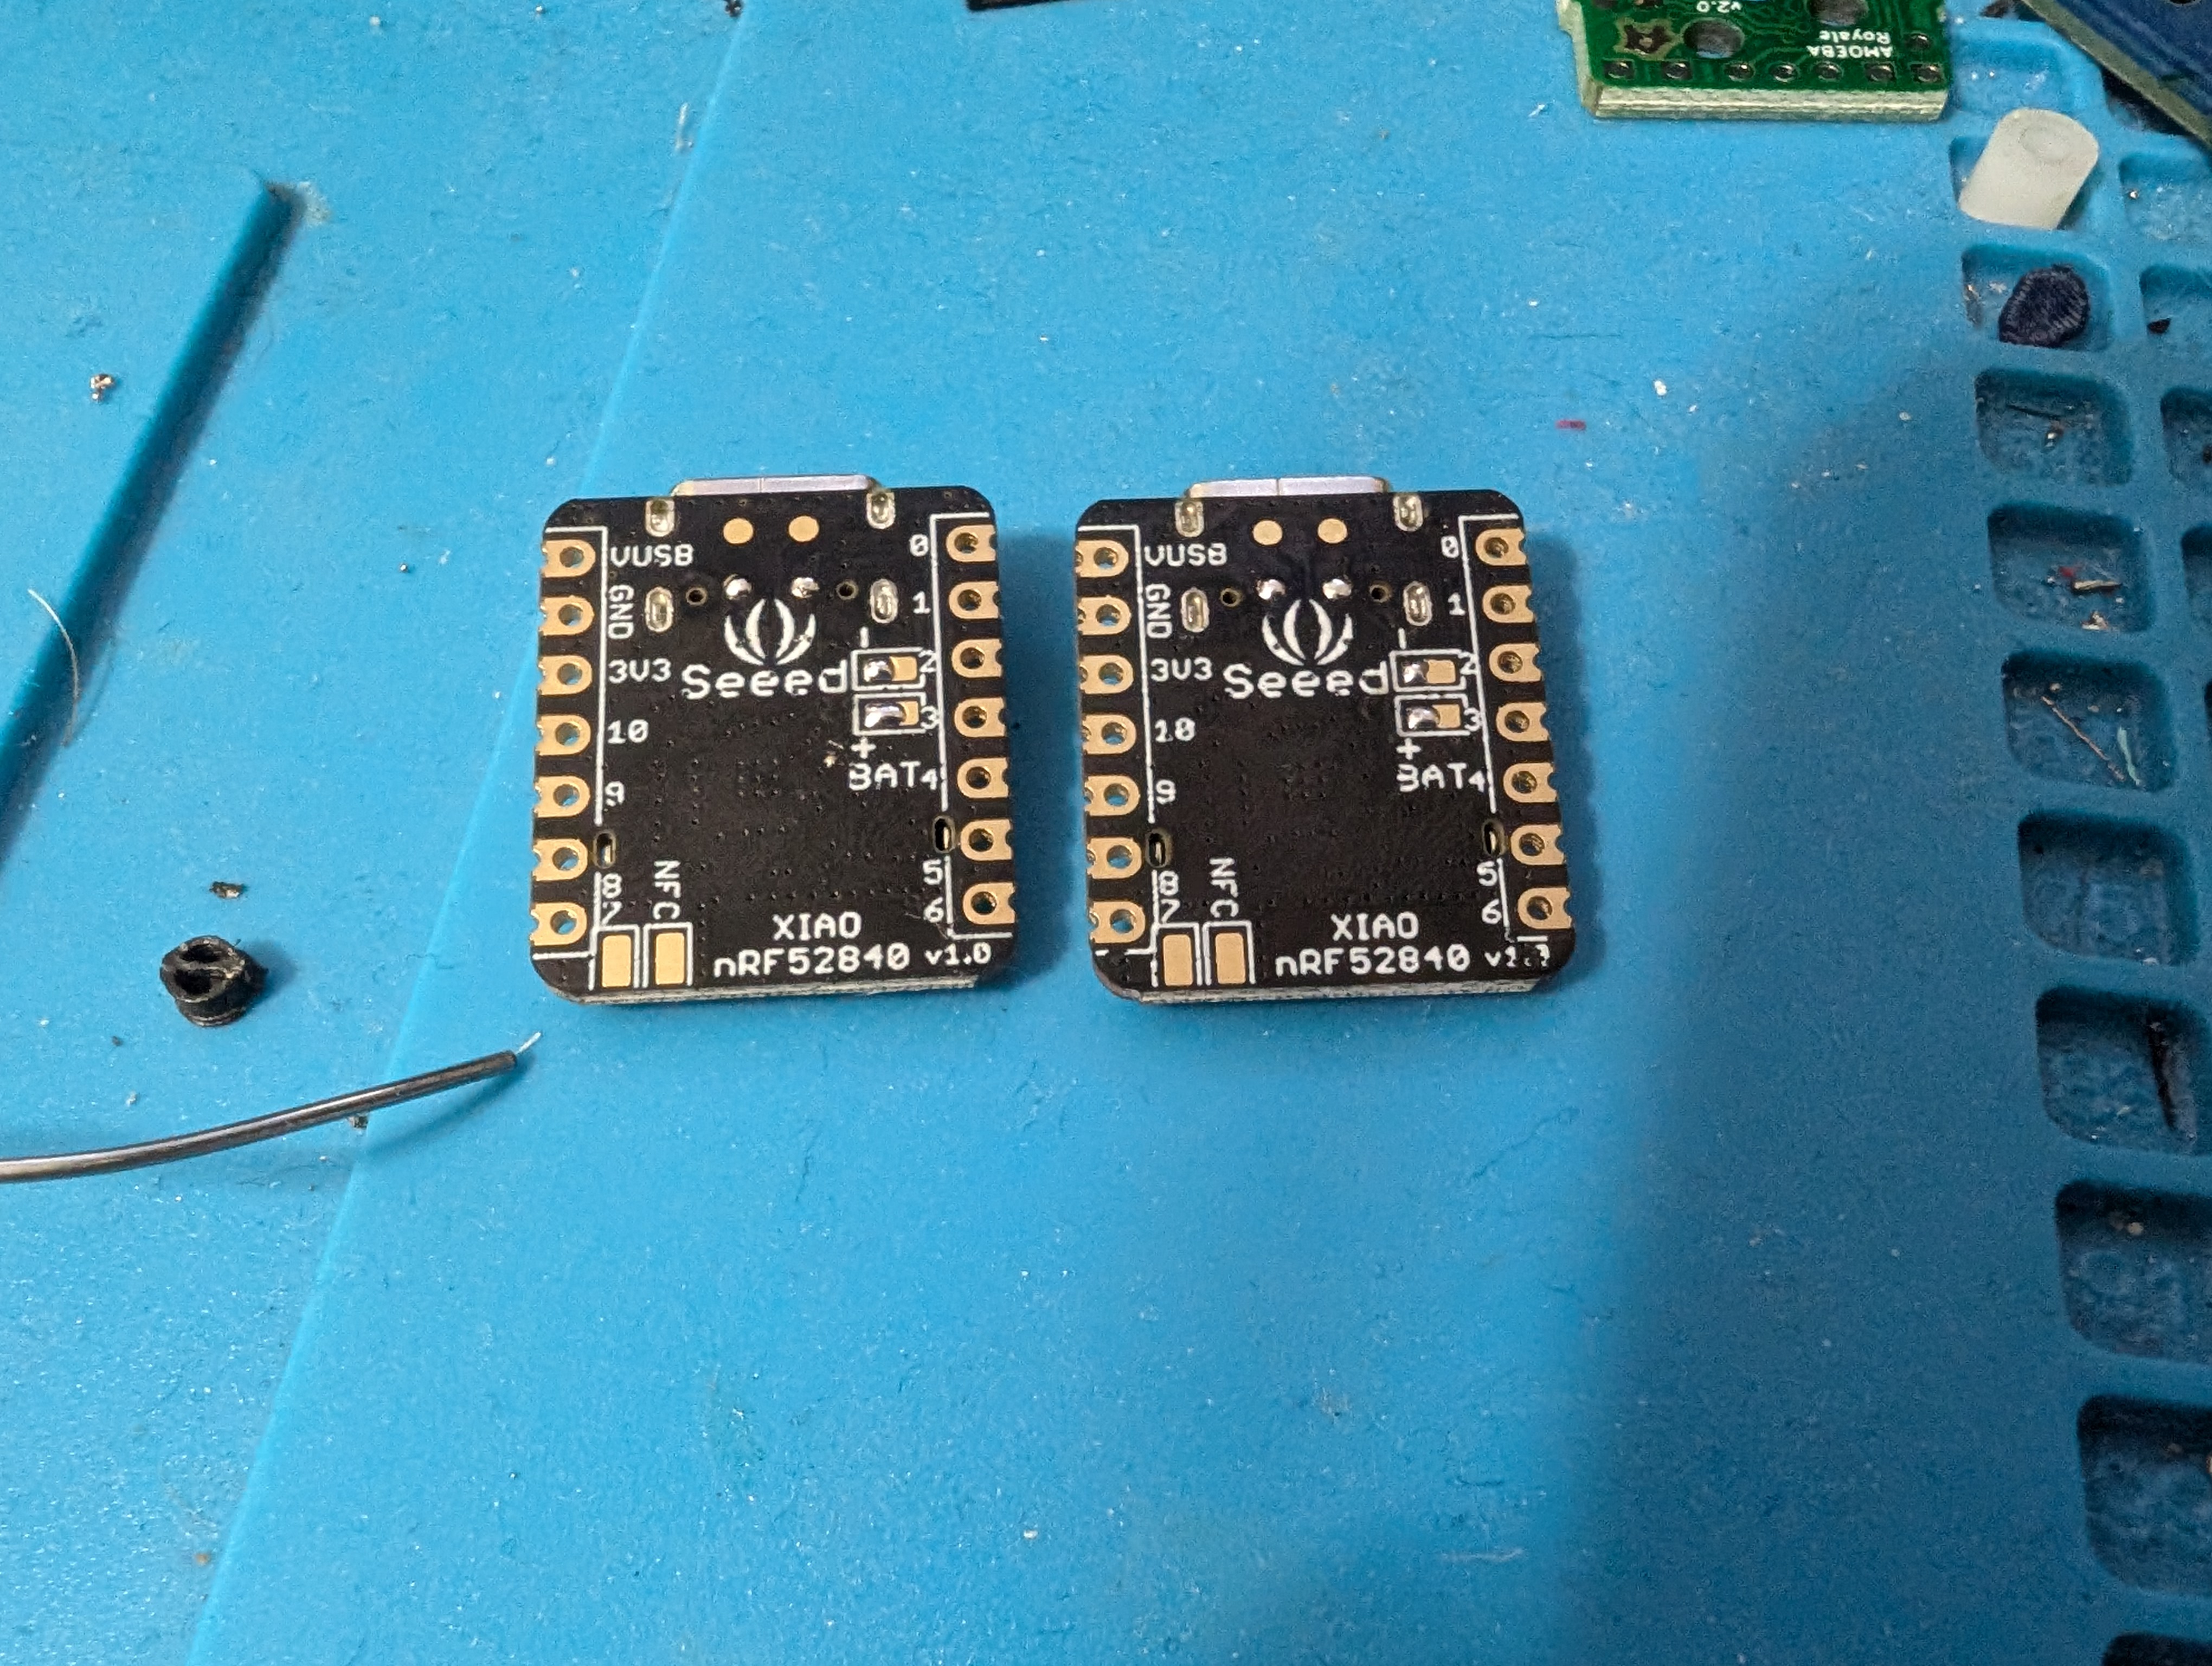 v2.0
AMOEBA
Royale
VUSB
GND
3V3
10
9
8
7
NFC
Seeed
-
+
BAT
0
1
2
3
4
5
6
XIAO
nRF52840 v1.0
VUSB
GND
3V3
10
9
8
7
NFC
Seeed
-
+
BAT
0
1
2
3
4
5
6
XIAO
nRF52840